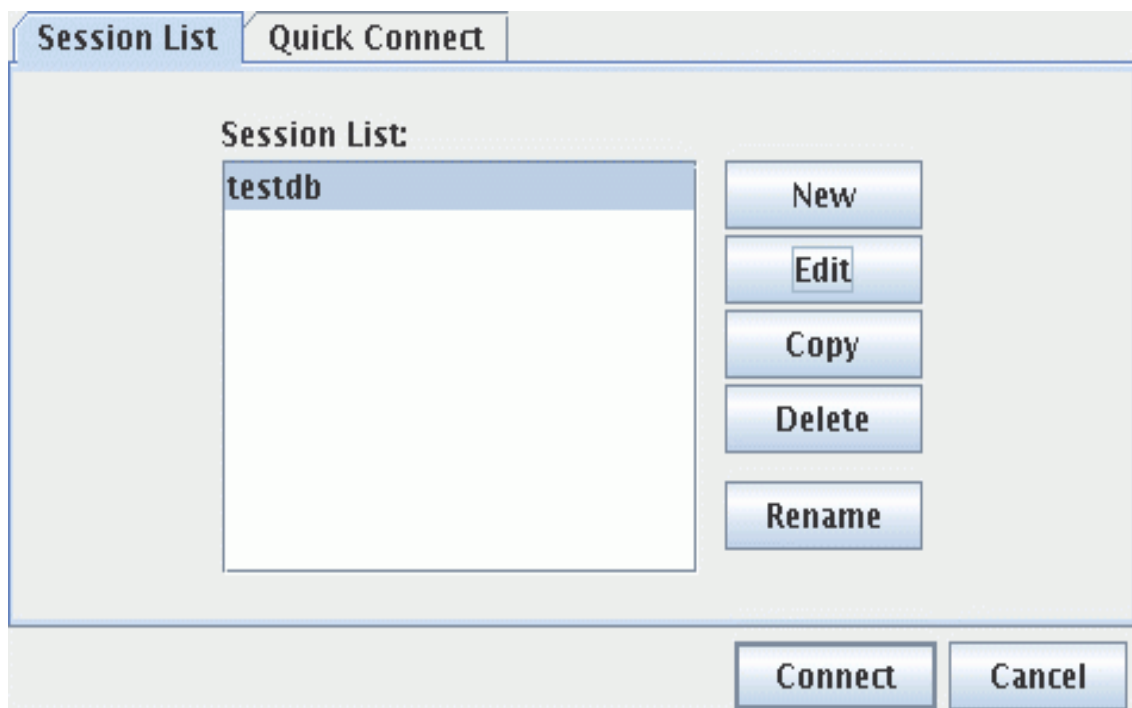 Session List Quick Connect
Session List:
testdb
New
Edit
Copy
Delete
Rename
Connect Cancel